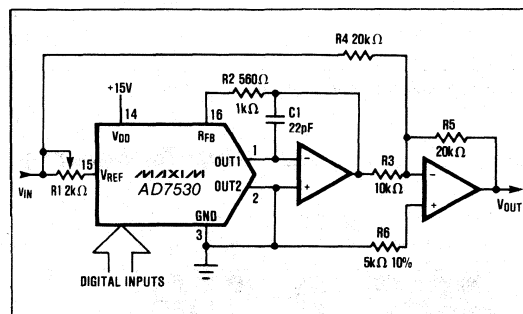 R4 20kΩ
+15V
R2 560Ω
1kΩ
14
16
VDD
RFB
C1
22pF
R5
20kΩ
15
VREF
MAXIM
AD7530
OUT1
1
OUT2
2
R3
10kΩ
VIN
R1 2kΩ
GND
3
VOUT
R6
5kΩ 10%
DIGITAL INPUTS
-
+
-
+